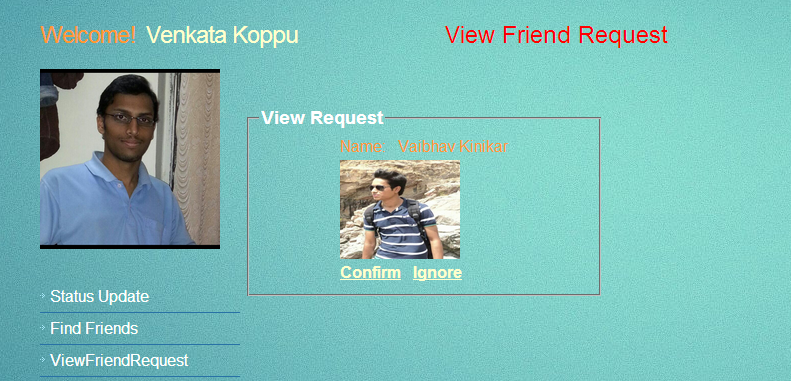 Welcome! Venkata Koppu
View Friend Request
View Request
Name Vaibhav Kinikar
Confirm Ignore
Status Update
Find Friends
ViewFriendRequest